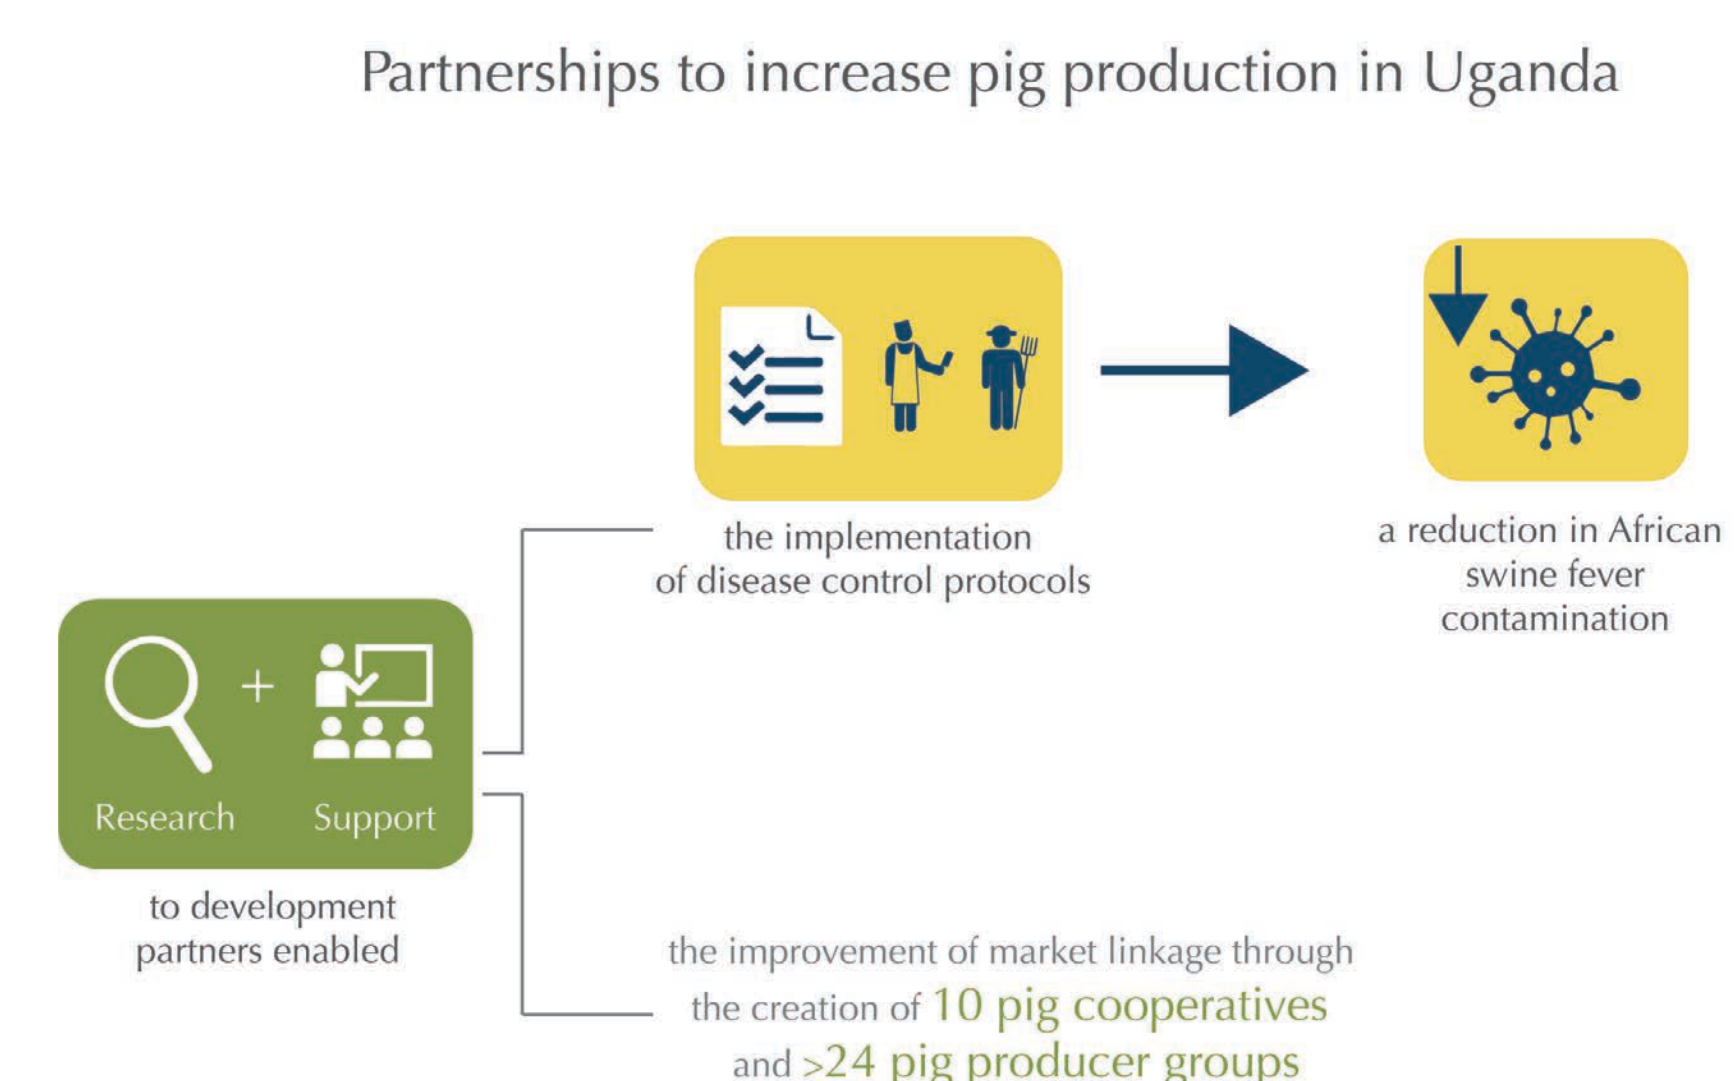 Partnerships to increase pig production in Uganda
the implementation
of disease control protocols
a reduction in African
swine fever
contamination
+
Research Support
to development
partners enabled
the improvement of market linkage through
the creation of 10 pig cooperatives
and >24 pig producer groups